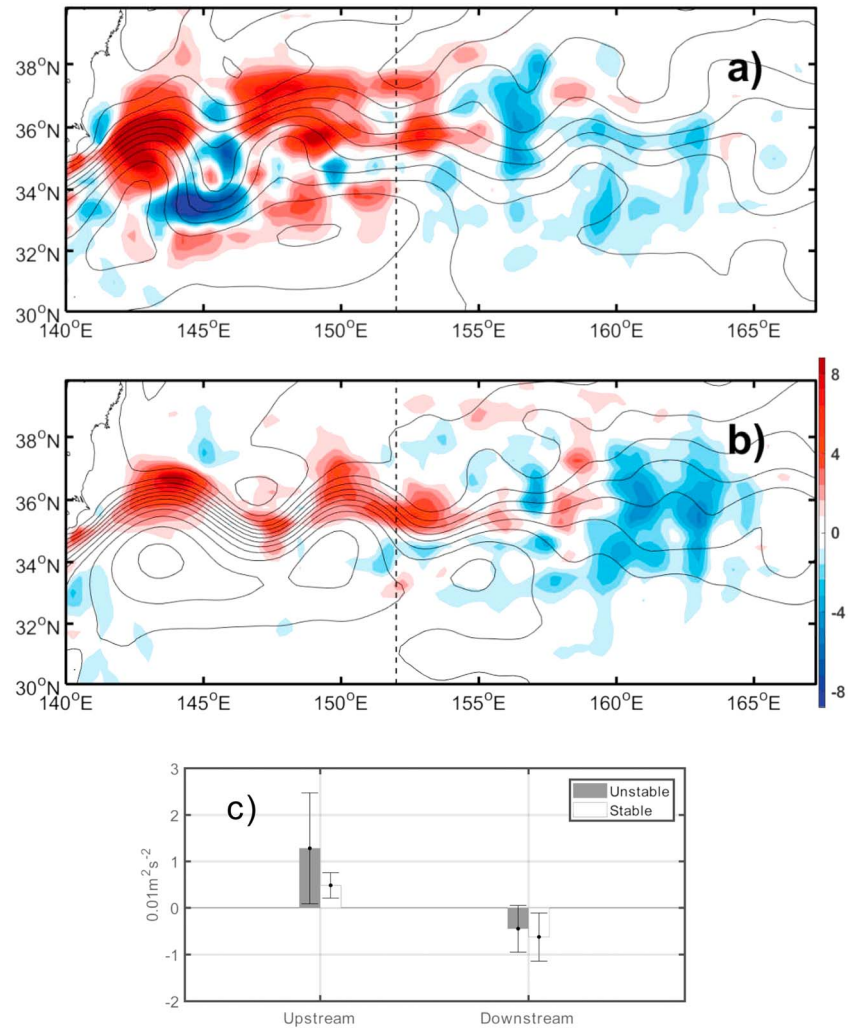 a)
38°N
36°N
34°N
32°N
30°N
140°E 145°E 150°E 155°E 160°E 165°E
b)
38°N
36°N
34°N
32°N
30°N
140°E 145°E 150°E 155°E 160°E 165°E
8
4
0
-4
-8
c)
3
2
1
0
-1
-2
0.01m²s⁻²
Unstable
Stable
Upstream Downstream